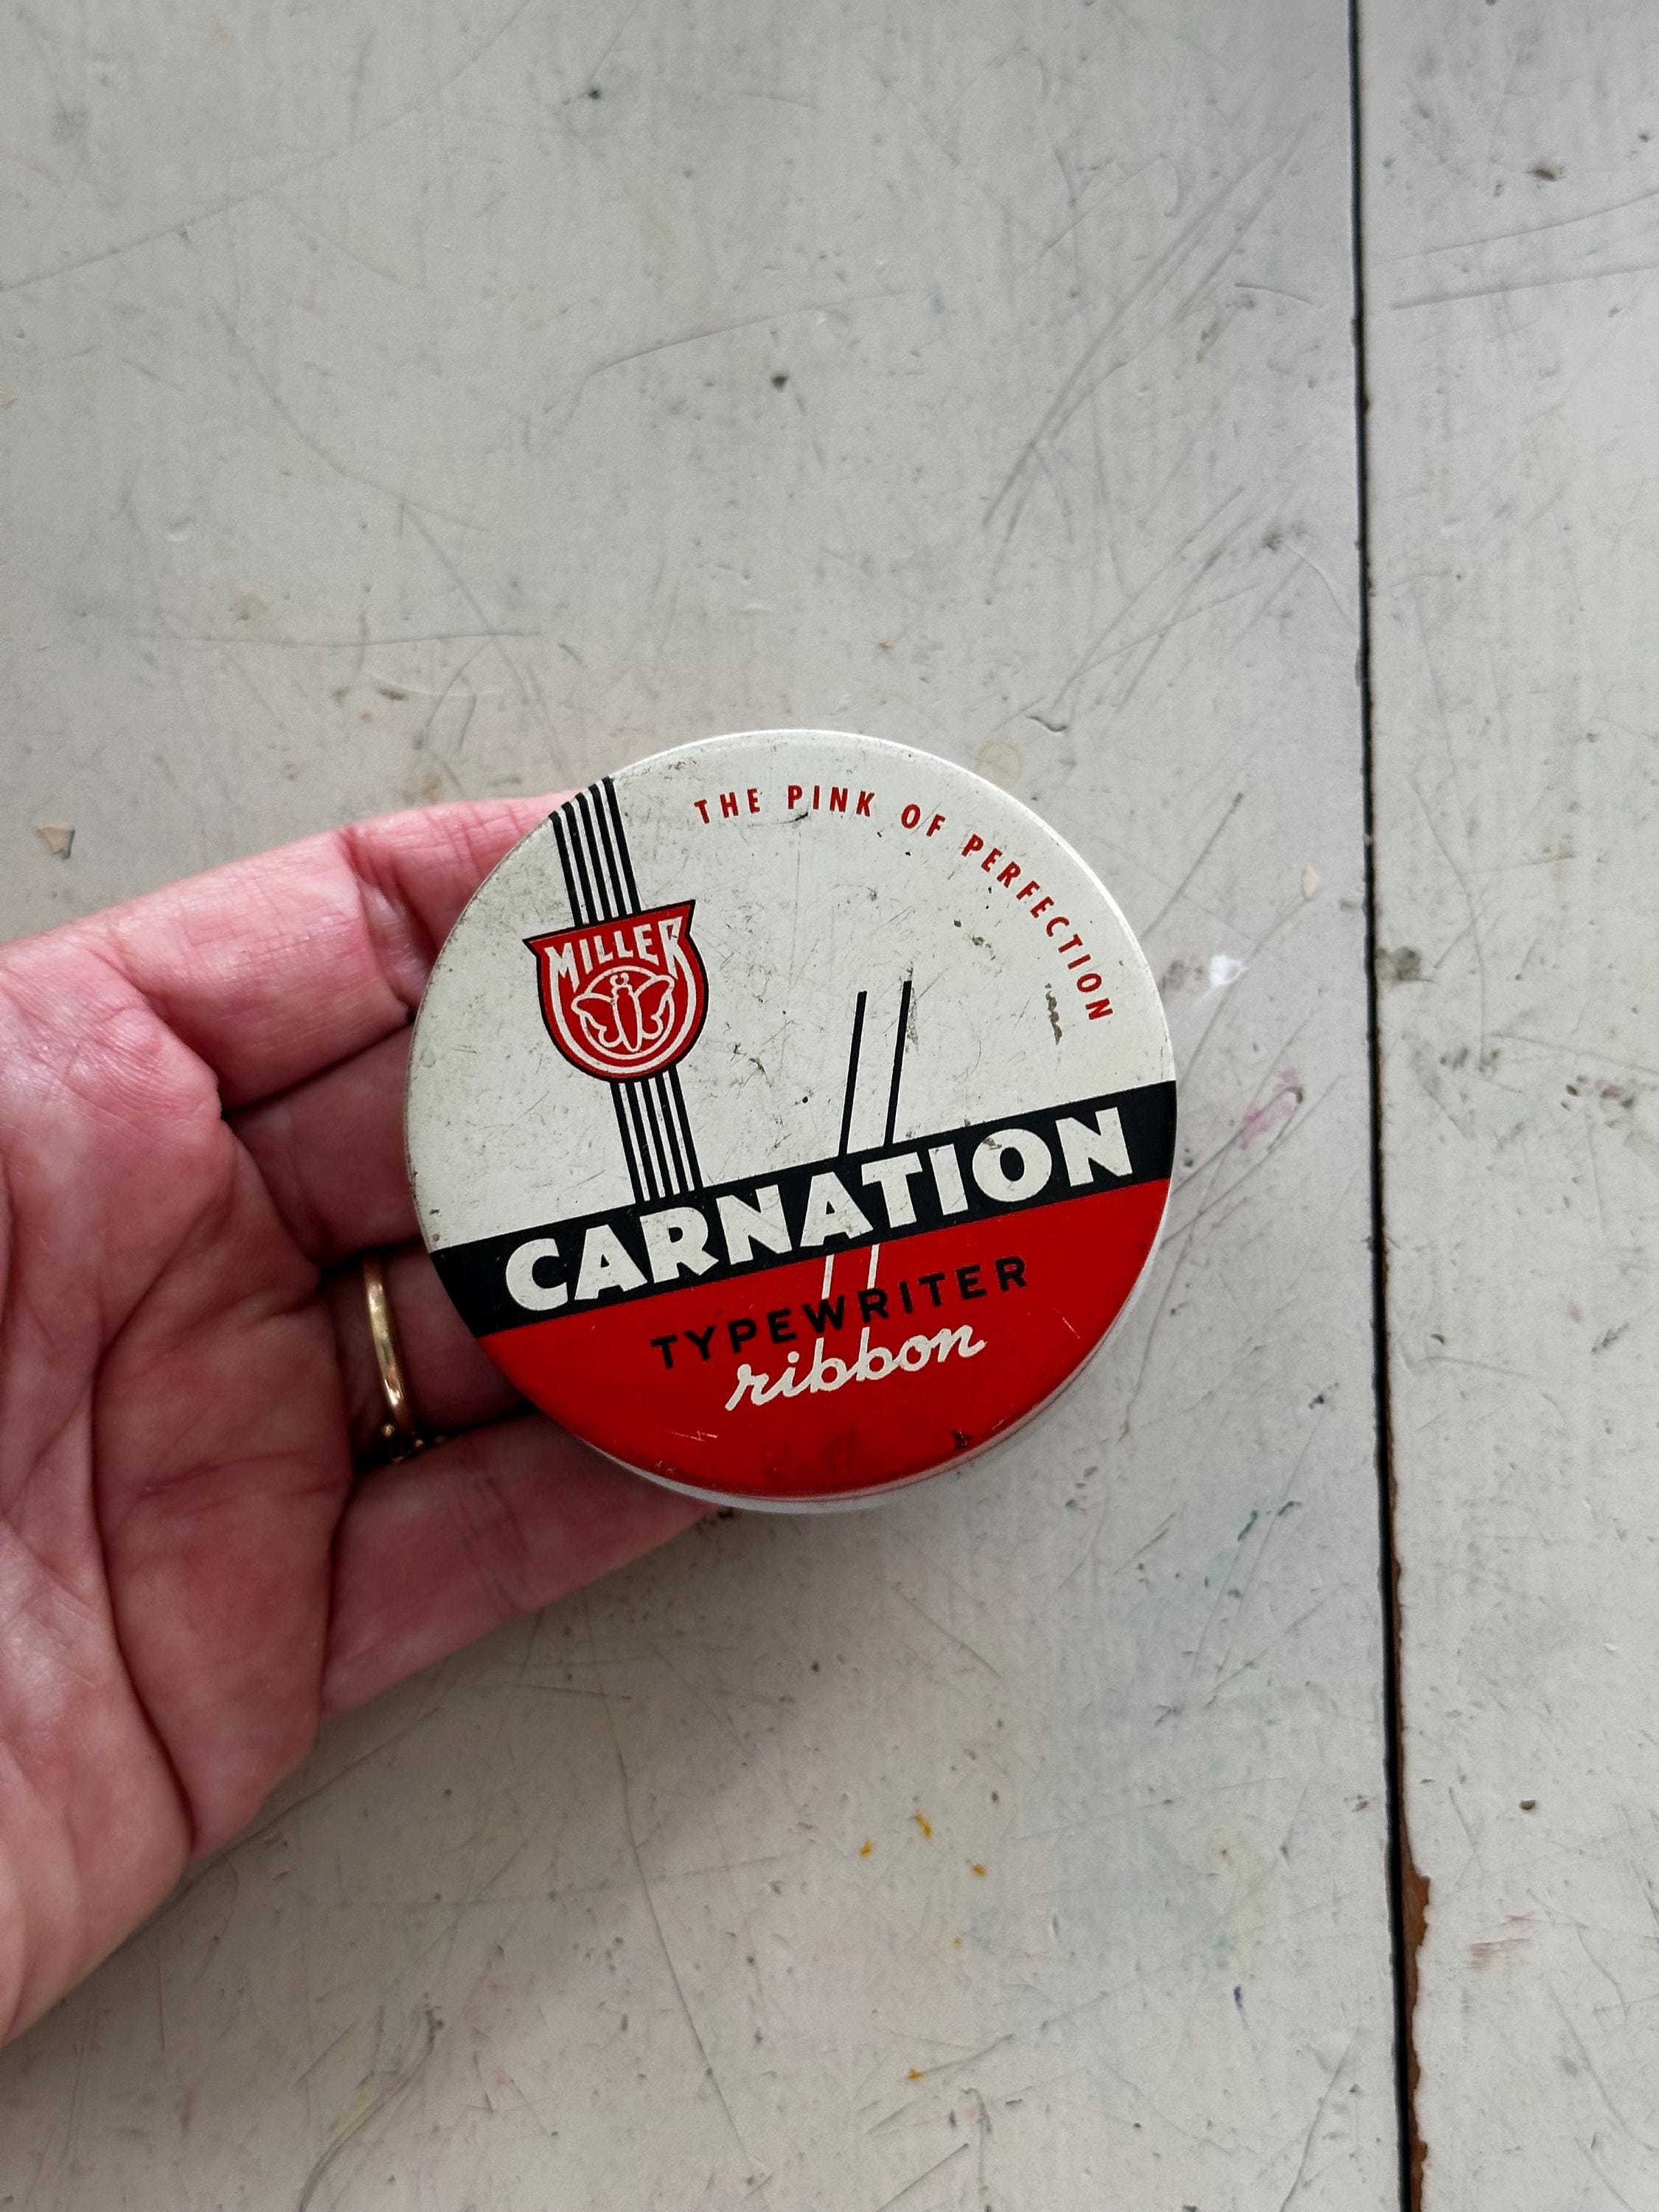 THE PINK OF PERFECTION
MILLER
CARNATION
TYPEWRITER
ribbon